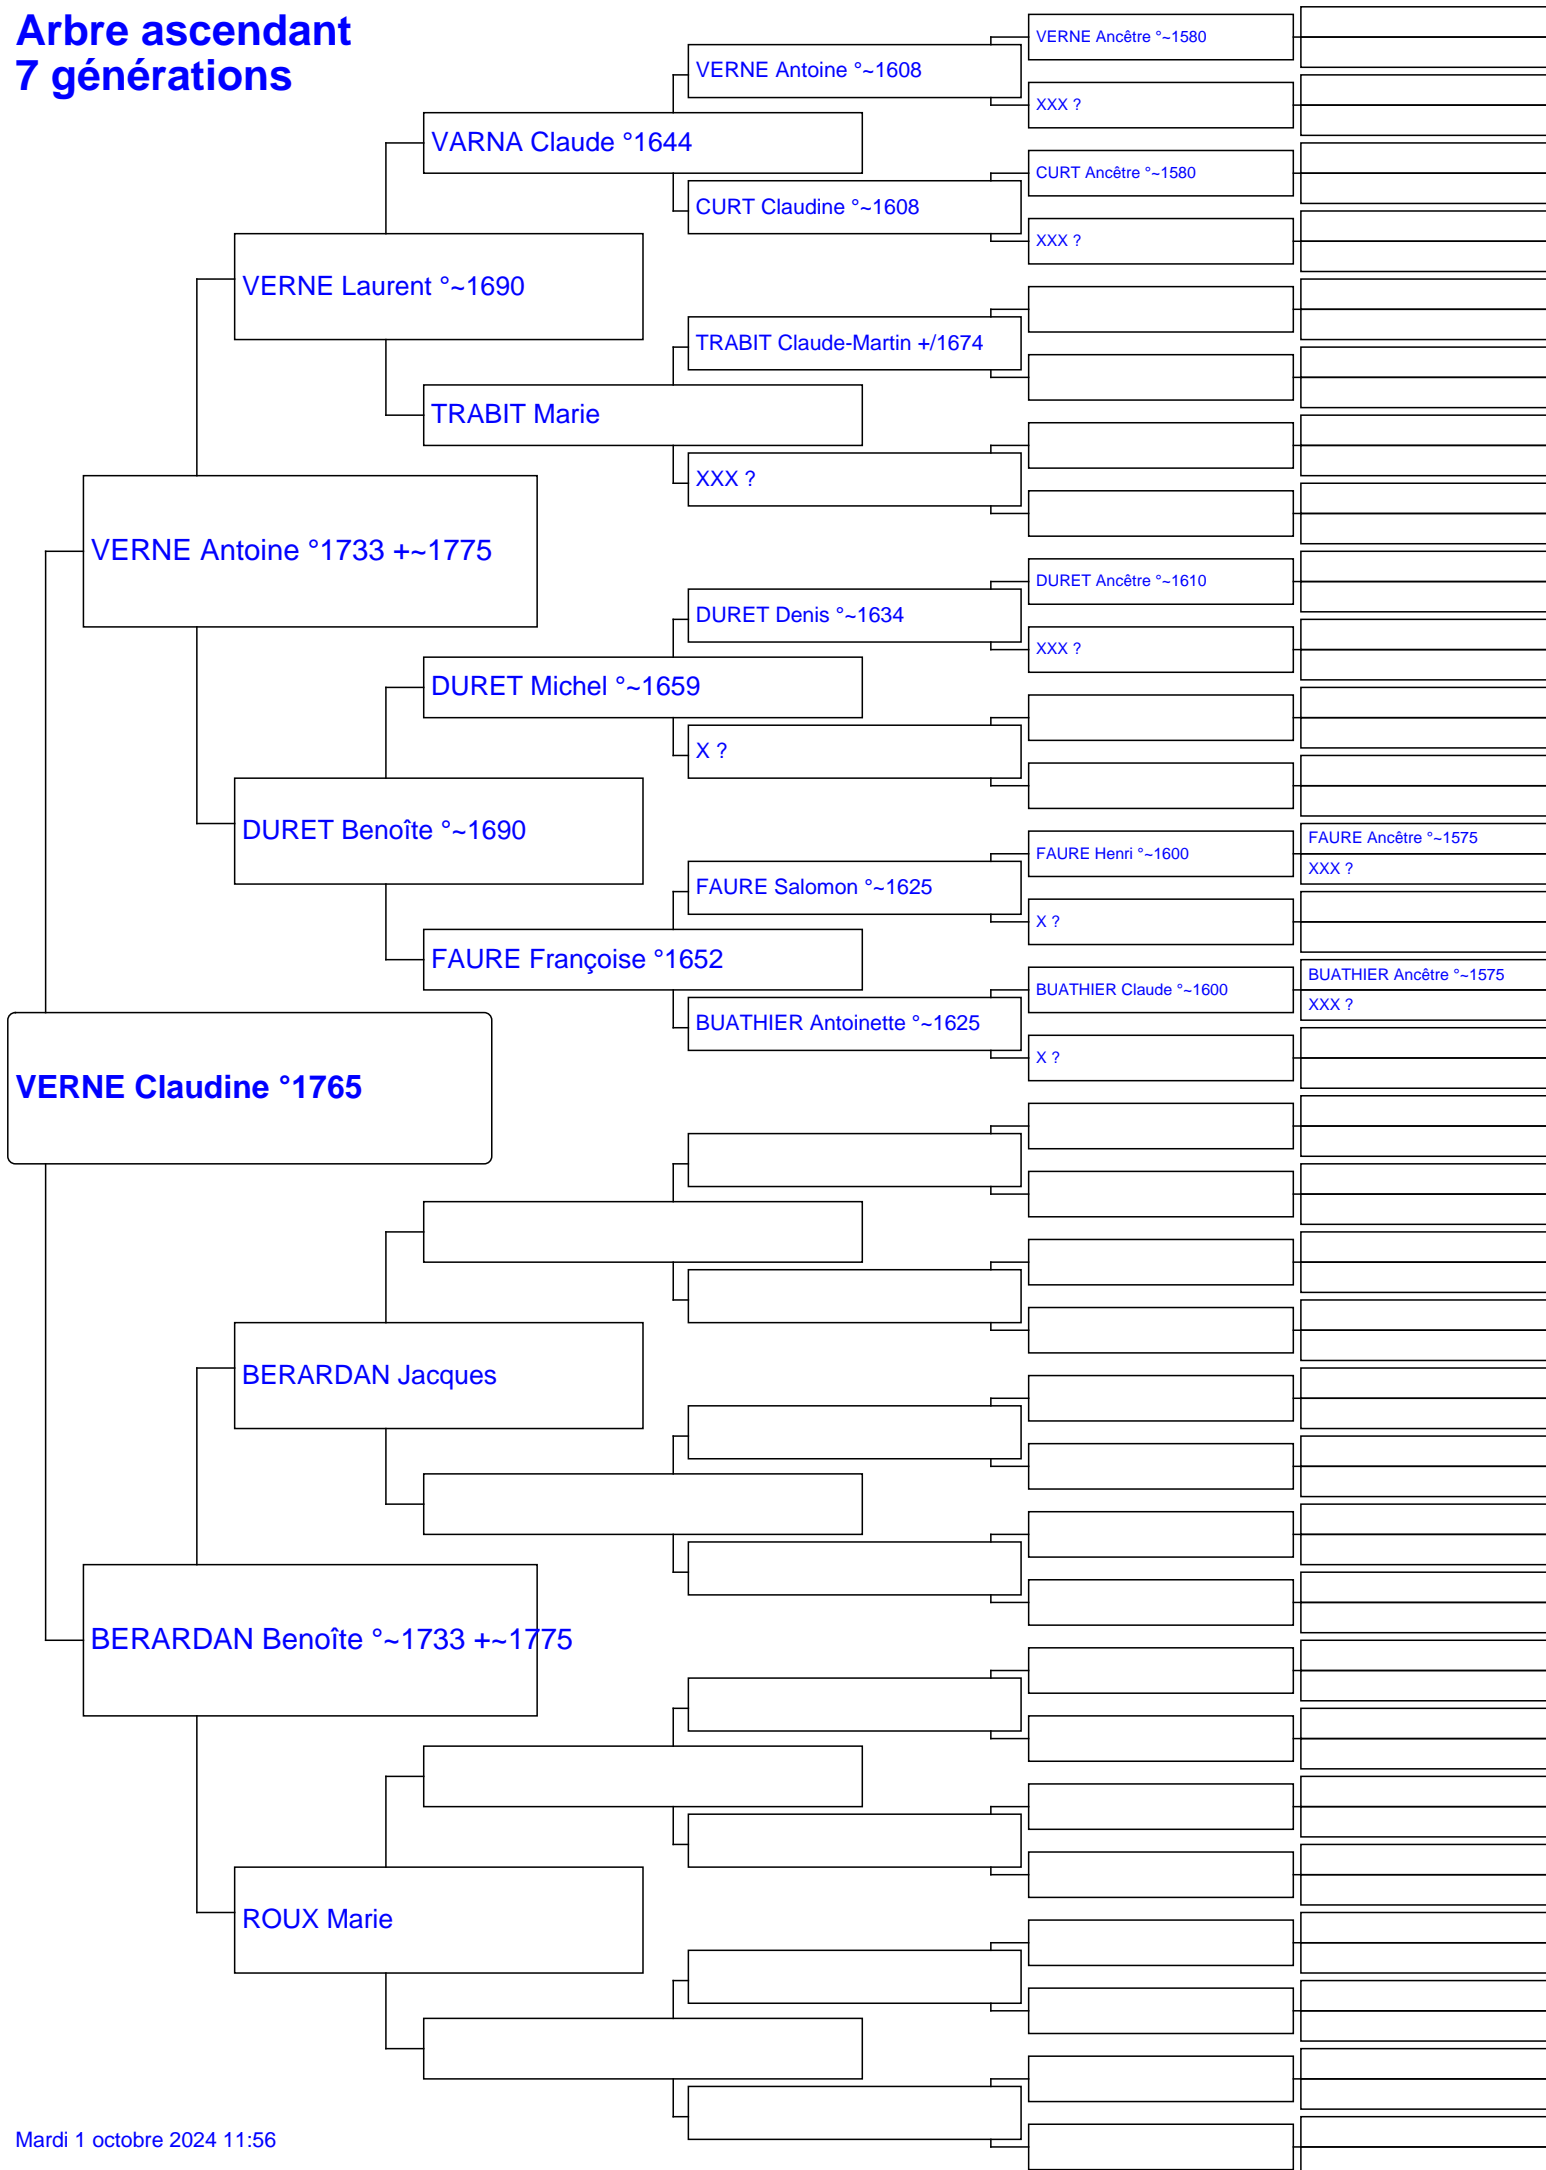 Arbre ascendant
7 générations
VERNE Ancêtre °~1580
VERNE Antoine °~1608
XXX ?
VARNA Claude °1644
CURT Ancêtre °~1580
CURT Claudine °~1608
XXX ?
VERNE Laurent °~1690
TRABIT Claude-Martin +/1674
TRABIT Marie
XXX ?
VERNE Antoine °1733 +~1775
DURET Ancêtre °~1610
DURET Denis °~1634
XXX ?
DURET Michel °~1659
X ?
DURET Benoîte °~1690
FAURE Ancêtre °~1575
FAURE Henri °~1600
XXX ?
FAURE Salomon °~1625
X ?
FAURE Françoise °1652
BUATHIER Ancêtre °~1575
BUATHIER Claude °~1600
XXX ?
BUATHIER Antoinette °~1625
X ?
VERNE Claudine °1765
BERARDAN Jacques
BERARDAN Benoîte °~1733 +~1775
ROUX Marie
Mardi 1 octobre 2024 11:56